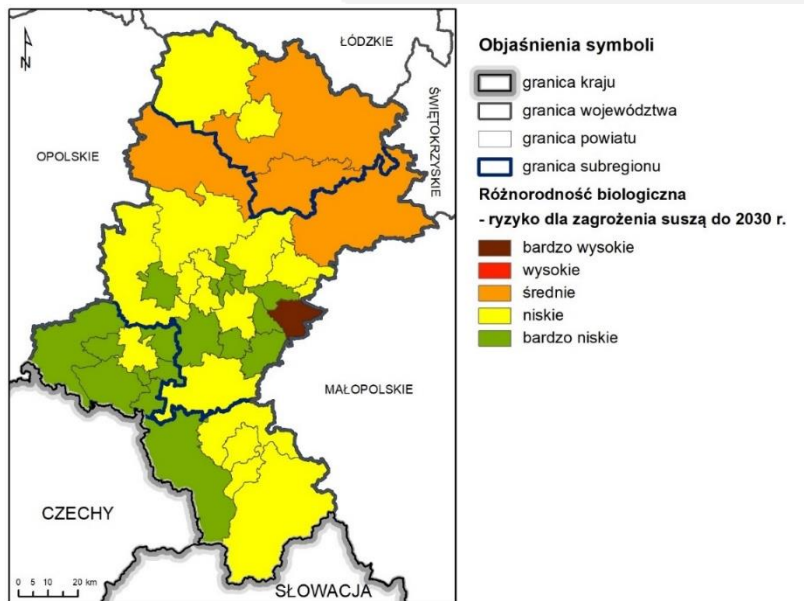 ŁÓDZKIE
ŚWIĘTOKRZYSKIE
OPOLSKIE
MAŁOPOLSKIE
CZECHY
SŁOWACJA
N
0 5 10 20 km
Objaśnienia symboli
granica kraju
granica województwa
granica powiatu
granica subregionu
Różnorodność biologiczna
- ryzyko dla zagrożenia suszą do 2030 r.
bardzo wysokie
wysokie
średnie
niskie
bardzo niskie